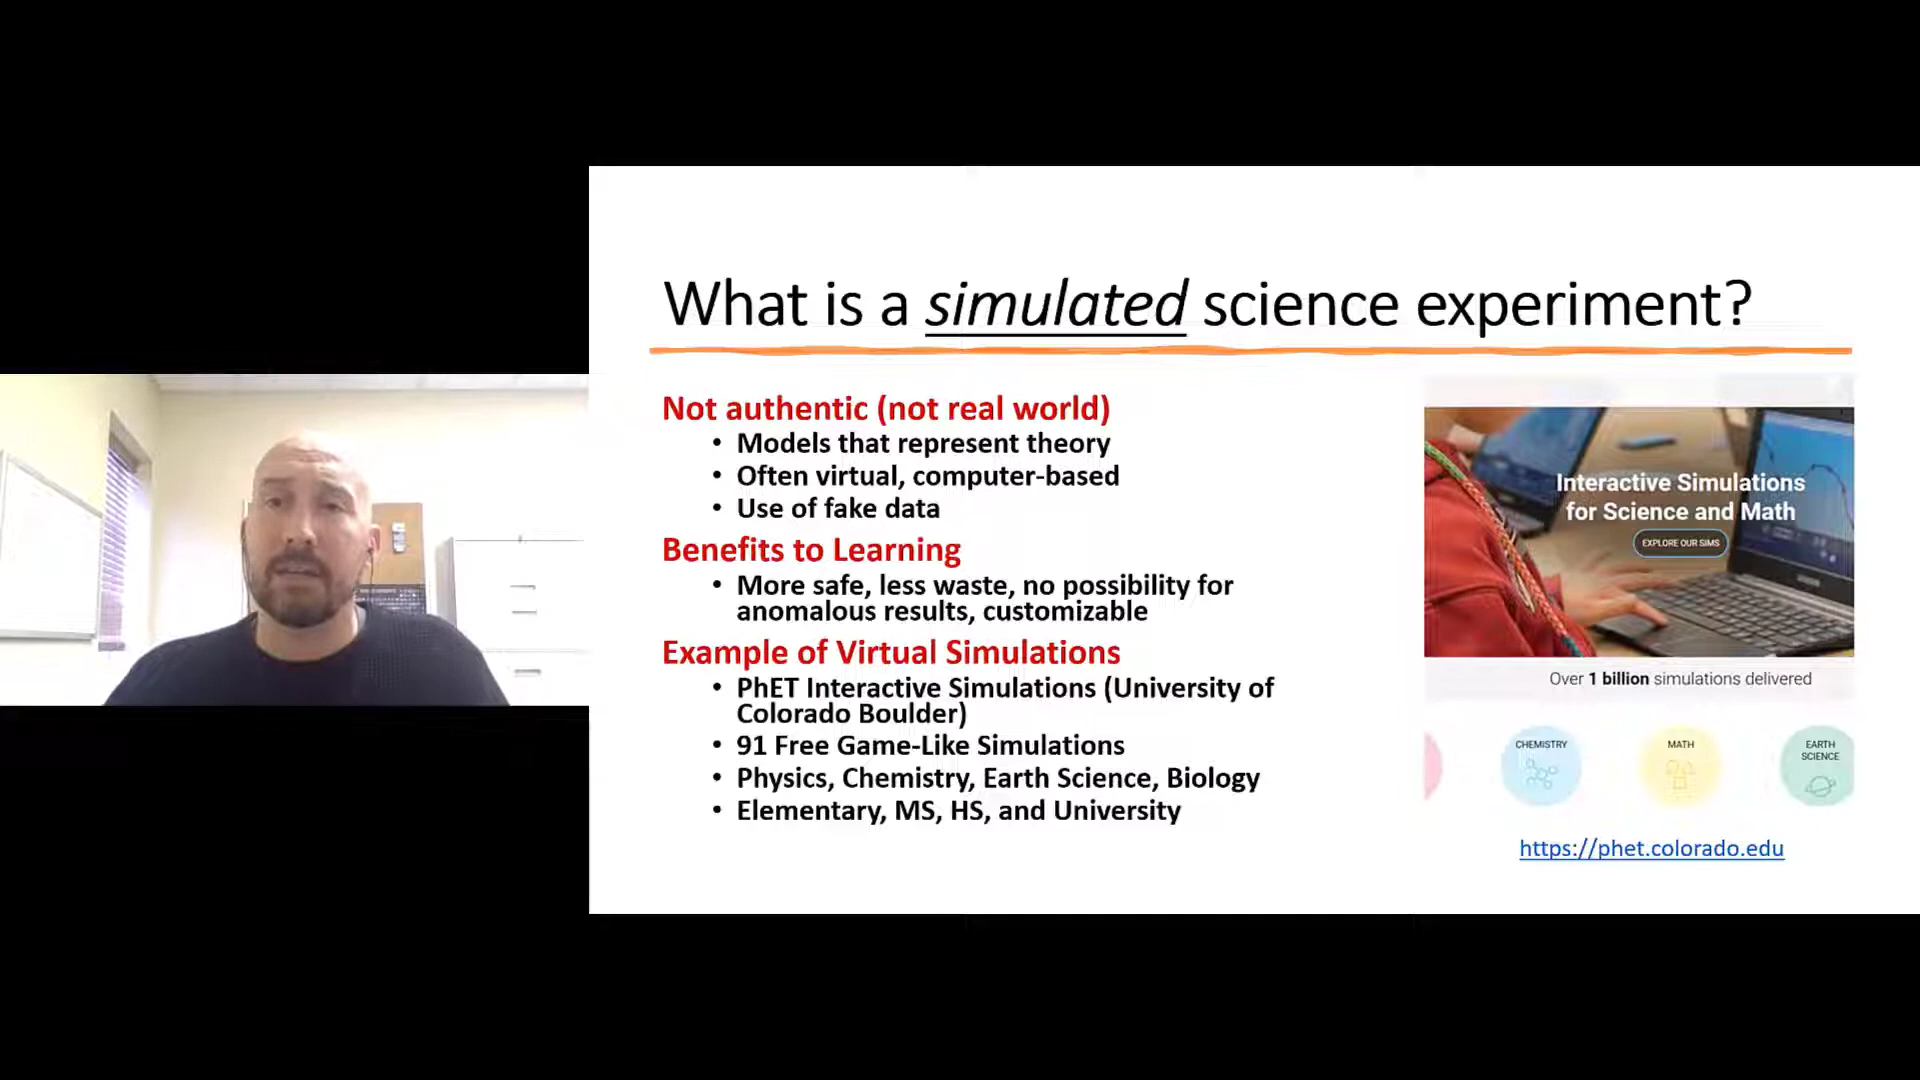 What is a simulated science experiment?
Not authentic (not real world)
• Models that represent theory
• Often virtual, computer-based
• Use of fake data
Benefits to Learning
• More safe, less waste, no possibility for
anomalous results, customizable
Example of Virtual Simulations
• PhET Interactive Simulations (University of
Colorado Boulder)
• 91 Free Game-Like Simulations
• Physics, Chemistry, Earth Science, Biology
• Elementary, MS, HS, and University
Interactive Simulations
for Science and Math
EXPLORE OUR SIMS
Over 1 billion simulations delivered
CHEMISTRY
MATH
EARTH
SCIENCE
https://phet.colorado.edu